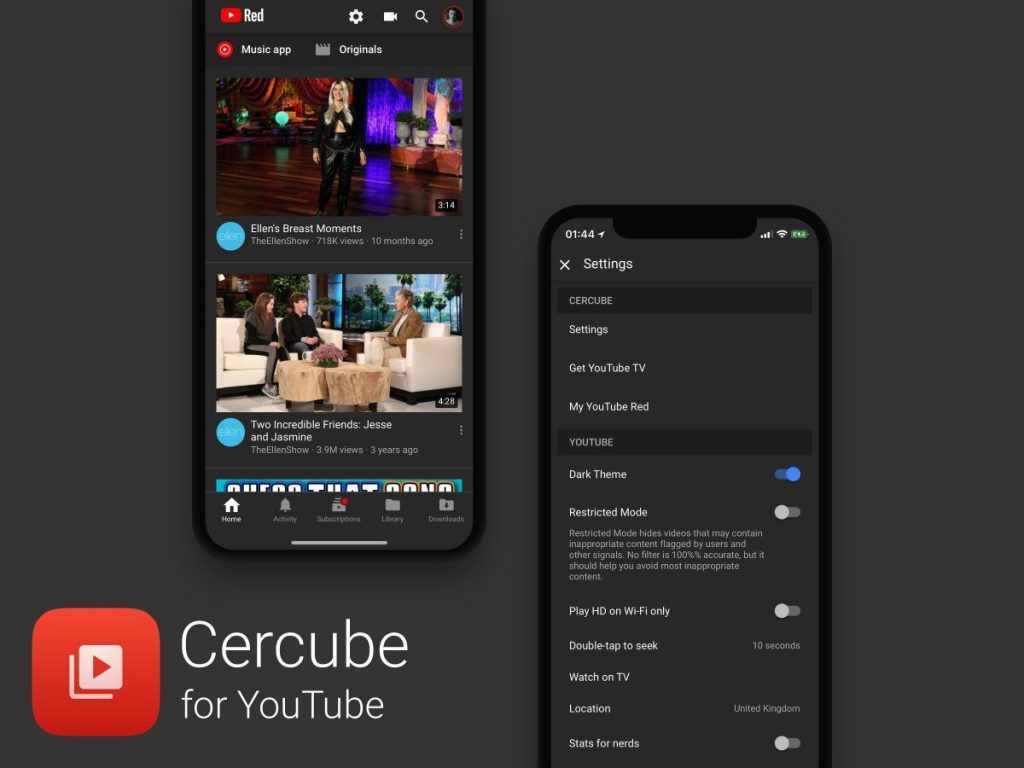 Red
Music app
Originals
3:14
Ellen's Breast Moments
TheEllenShow · 718K views · 10 months ago
4:28
Two Incredible Friends: Jesse
and Jasmine
TheEllenShow · 3.9M views · 3 years ago
Home
Activity
Subscriptions
Library
Downloads
01:44
Settings
CERCUBE
Settings
Get YouTube TV
My YouTube Red
YOUTUBE
Dark Theme
Restricted Mode
Restricted Mode hides videos that may contain
inappropriate content flagged by users and
other signals. No filter is 100%% accurate, but it
should help you avoid most inappropriate
content.
Play HD on Wi-Fi only
Double-tap to seek
10 seconds
Watch on TV
Location
United Kingdom
Stats for nerds
Cercube
for YouTube